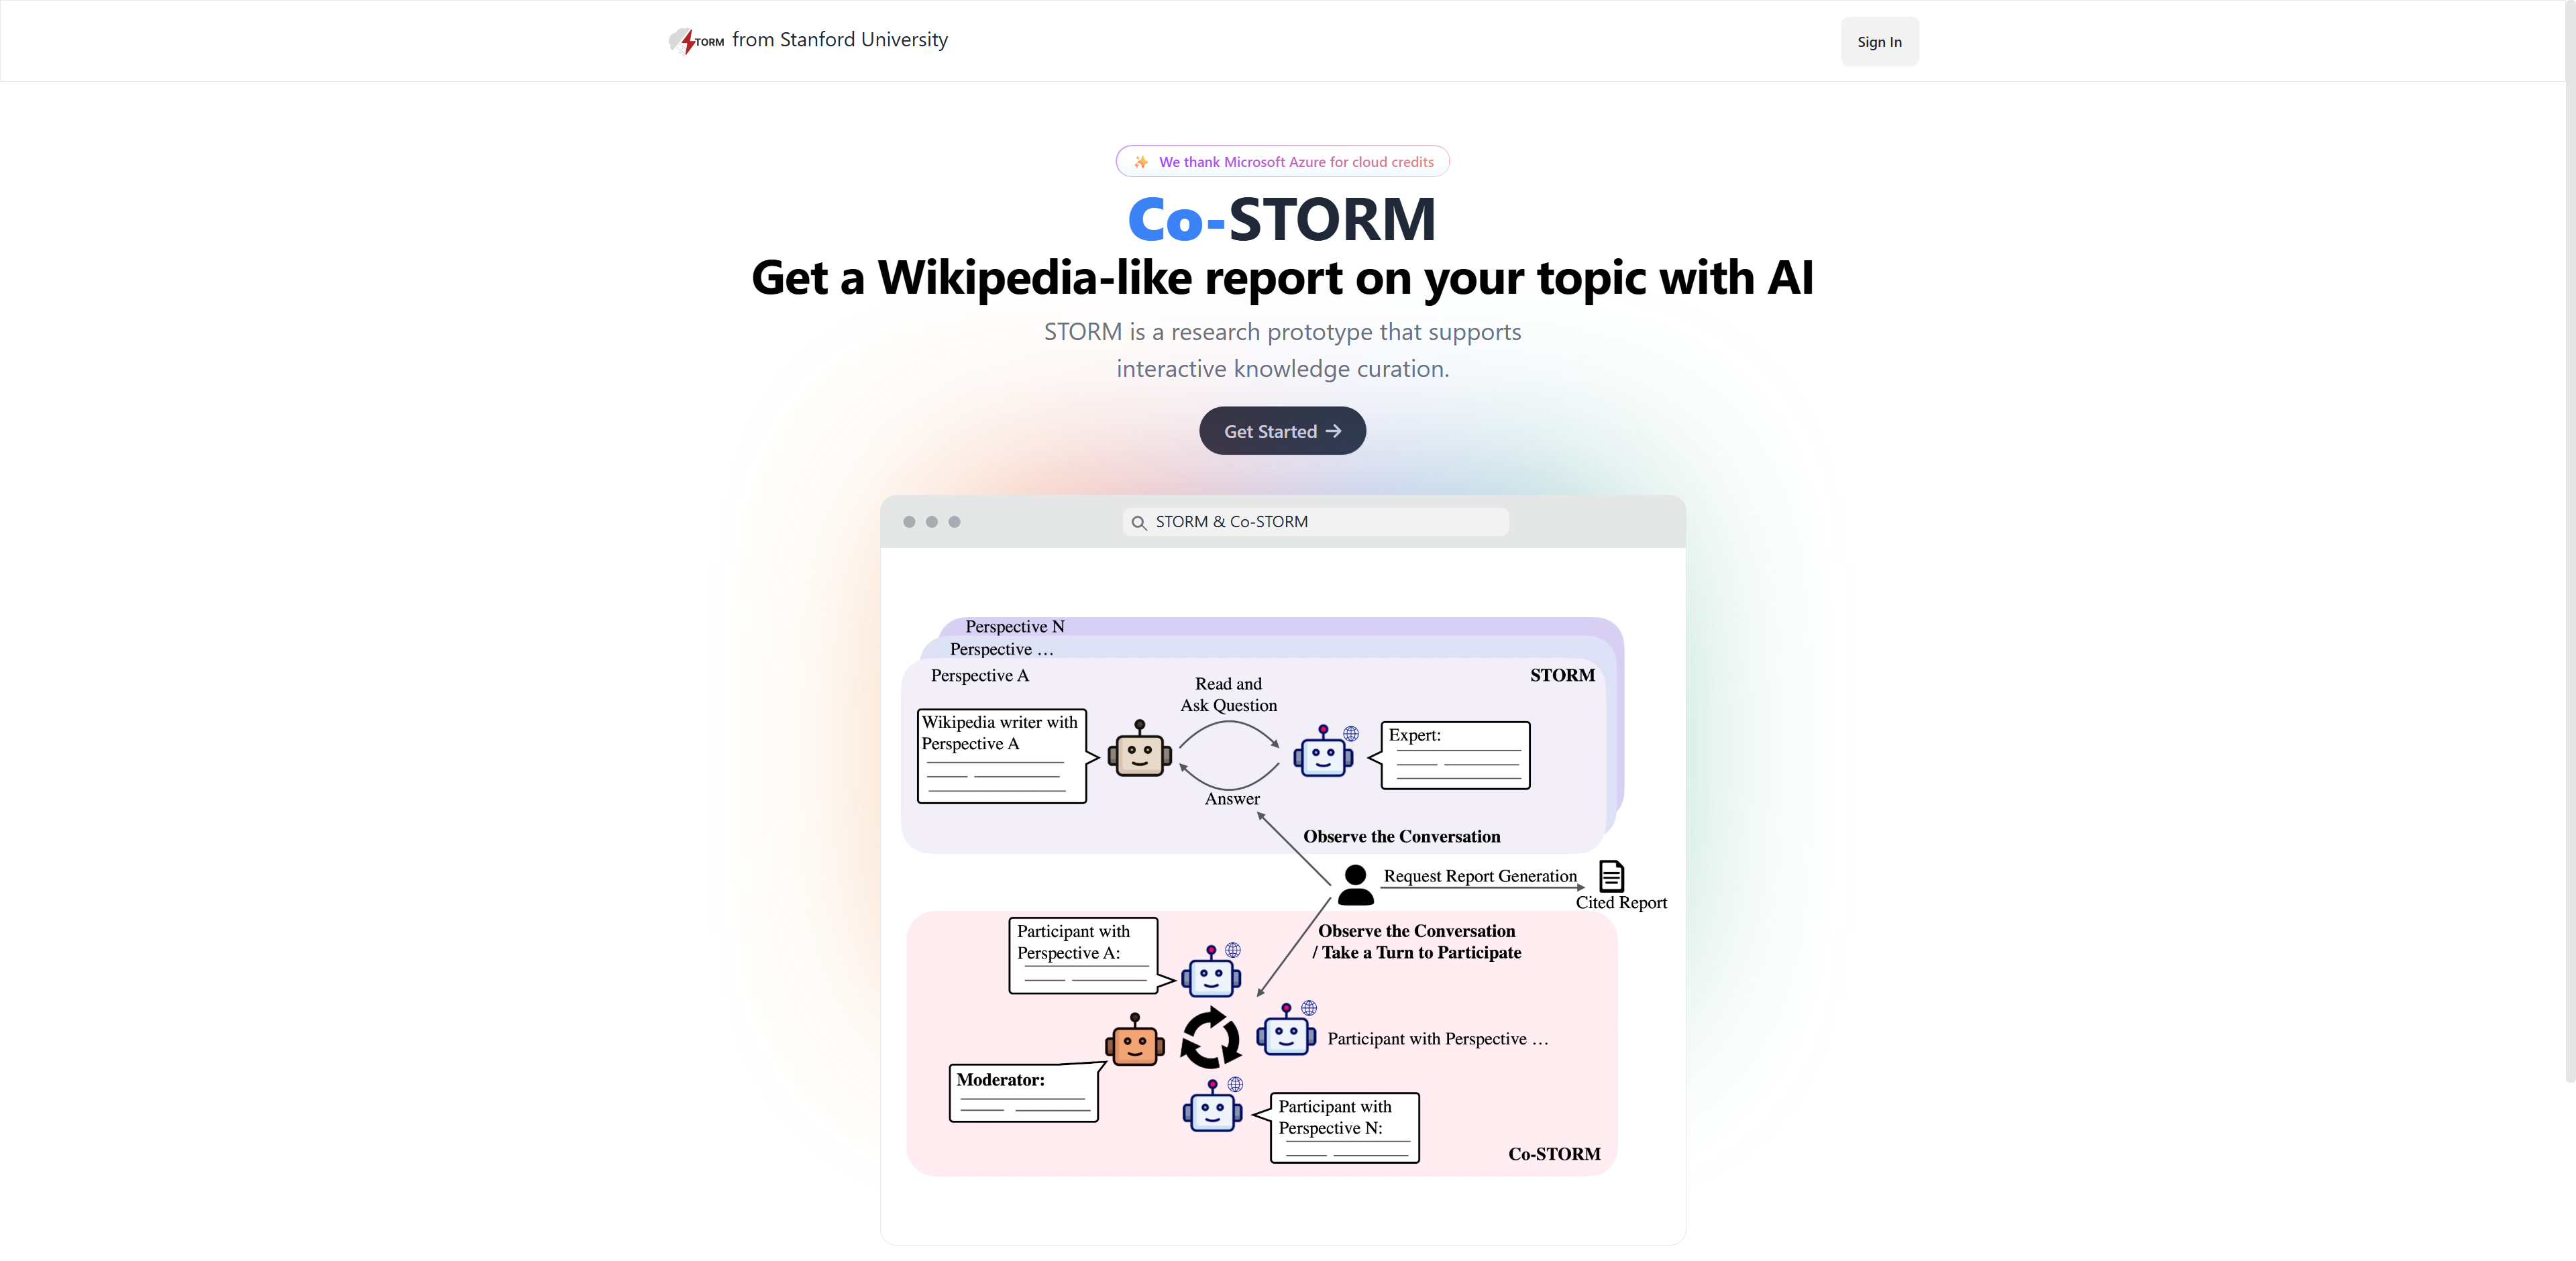 TORM from Stanford University
Sign In
✨ We thank Microsoft Azure for cloud credits
Co-STORM
Get a Wikipedia-like report on your topic with AI
STORM is a research prototype that supports
interactive knowledge curation.
Get Started →
STORM & Co-STORM
Perspective N
Perspective …
Perspective A
STORM
Read and
Ask Question
Wikipedia writer with
Perspective A
Expert:
Answer
Observe the Conversation
Request Report Generation
Cited Report
Participant with
Perspective A:
Observe the Conversation
/ Take a Turn to Participate
Participant with Perspective …
Moderator:
Participant with
Perspective N:
Co-STORM